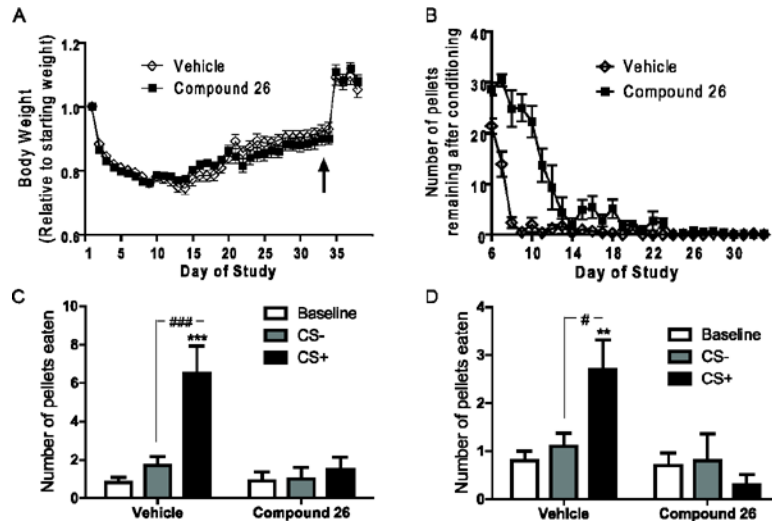 A
1.2
1.0
0.8
0.6
Body Weight
(Relative to starting weight)
Vehicle
Compound 26
1 5 10 15 20 25 30 35
Day of Study
B
40
30
20
10
0
Number of pellets
remaining after conditioning
Vehicle
Compound 26
6 10 14 18 22 26 30
Day of Study
C
10
8
6
4
2
0
Number of pellets eaten
###
***
Baseline
CS-
CS+
Vehicle Compound 26
D
4
3
2
1
0
Number of pellets eaten
#
**
Baseline
CS-
CS+
Vehicle Compound 26